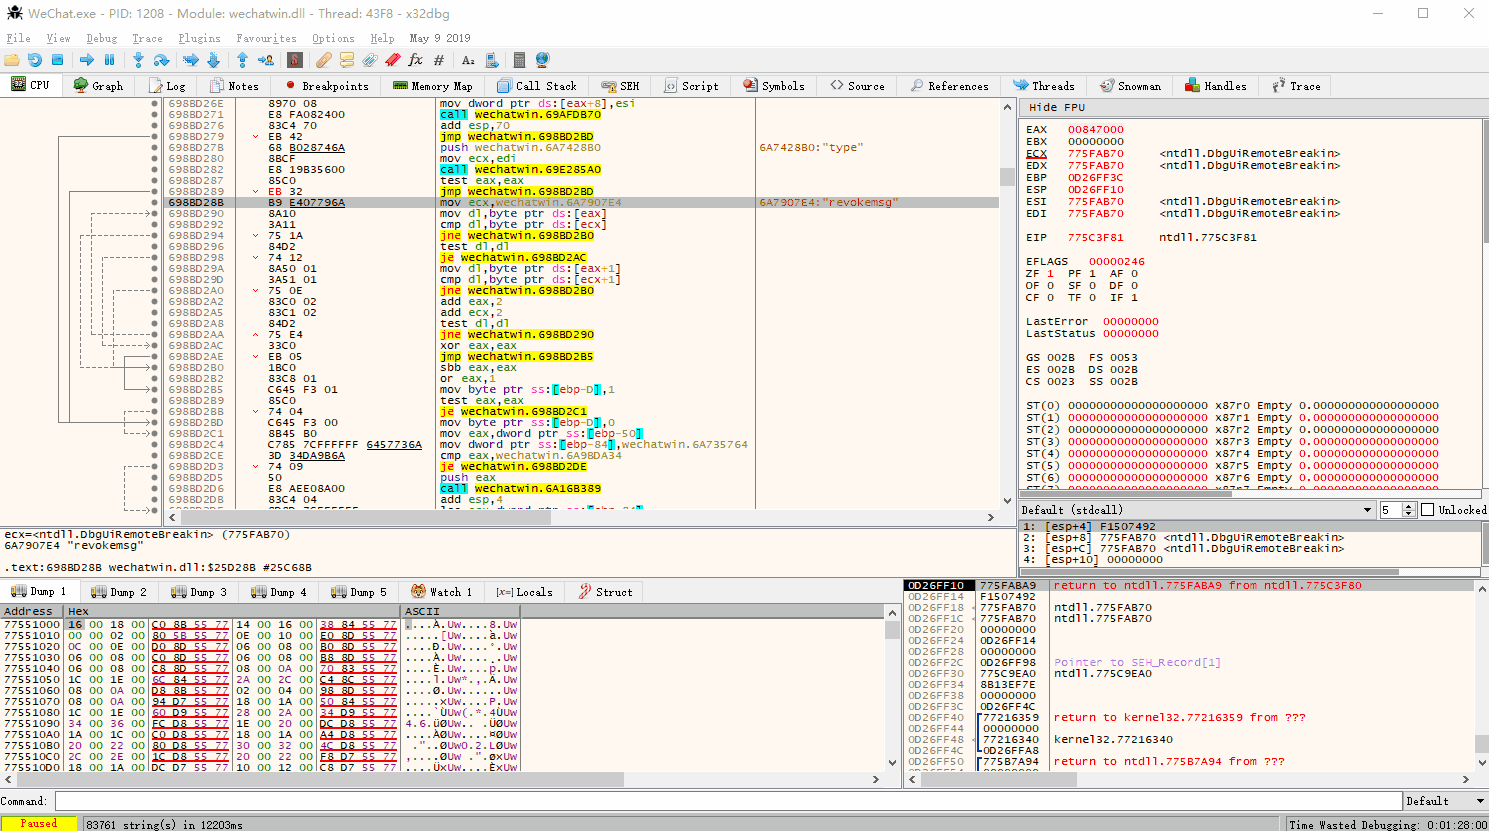 WeChat.exe - PID: 1208 - Module: wechatwin.dll - Thread: 43F8 - x32dbg
File View Debug Trace Plugins Favourites Options Help May 9 2019
CPU Graph Log Notes Breakpoints Memory Map Call Stack SEH Script Symbols Source References Threads Snowman Handles Trace
698BD26E 8970 08 mov dword ptr ds:[eax+8],esi
698BD271 E8 FA082400 call wechatwin.69AFDB70
698BD276 83C4 70 add esp,70
698BD279 EB 42 jmp wechatwin.698BD2BD
698BD27B 68 B028746A push wechatwin.6A7428B0 6A7428B0:"type"
698BD280 8BCF mov ecx,edi
698BD282 E8 19B35600 call wechatwin.69E285A0
698BD287 85C0 test eax,eax
698BD289 EB 32 jmp wechatwin.698BD2BD
698BD28B B9 E407796A mov ecx,wechatwin.6A7907E4 6A7907E4:"revokemsg"
698BD290 8A10 mov dl,byte ptr ds:[eax]
698BD292 3A11 cmp dl,byte ptr ds:[ecx]
698BD294 75 1A jne wechatwin.698BD2B0
698BD296 84D2 test dl,dl
698BD298 74 12 je wechatwin.698BD2AC
698BD29A 8A50 01 mov dl,byte ptr ds:[eax+1]
698BD29D 3A51 01 cmp dl,byte ptr ds:[ecx+1]
698BD2A0 75 0E jne wechatwin.698BD2B0
698BD2A2 83C0 02 add eax,2
698BD2A5 83C1 02 add ecx,2
698BD2A8 84D2 test dl,dl
698BD2AA 75 E4 jne wechatwin.698BD290
698BD2AC 33C0 xor eax,eax
698BD2AE EB 05 jmp wechatwin.698BD2B5
698BD2B0 1BC0 sbb eax,eax
698BD2B2 83C8 01 or eax,1
698BD2B5 C645 F3 01 mov byte ptr ss:[ebp-D],1
698BD2B9 85C0 test eax,eax
698BD2BB 74 04 je wechatwin.698BD2C1
698BD2BD C645 F3 00 mov byte ptr ss:[ebp-D],0
698BD2C1 8B45 B0 mov eax,dword ptr ss:[ebp-50]
698BD2C4 C785 7CFFFFFF 6457736A mov dword ptr ss:[ebp-84],wechatwin.6A735764
698BD2CE 3D 34DA9B6A cmp eax,wechatwin.6A9BDA34
698BD2D3 74 09 je wechatwin.698BD2DE
698BD2D5 50 push eax
698BD2D6 E8 AEE08A00 call wechatwin.6A16B389
698BD2DB 83C4 04 add esp,4
Hide FPU
EAX 00847000
EBX 00000000
ECX 775FAB70 <ntdll.DbgUiRemoteBreakin>
EDX 775FAB70 <ntdll.DbgUiRemoteBreakin>
EBP 0D26FF3C
ESP 0D26FF10
ESI 775FAB70 <ntdll.DbgUiRemoteBreakin>
EDI 775FAB70 <ntdll.DbgUiRemoteBreakin>
EIP 775C3F81 ntdll.775C3F81
EFLAGS 00000246
ZF 1 PF 1 AF 0
OF 0 SF 0 DF 0
CF 0 TF 0 IF 1
LastError 00000000
LastStatus 00000000
GS 002B FS 0053
ES 002B DS 002B
CS 0023 SS 002B
ST(0) 00000000000000000000 x87r0 Empty 0.000000000000000000
ST(1) 00000000000000000000 x87r1 Empty 0.000000000000000000
ST(2) 00000000000000000000 x87r2 Empty 0.000000000000000000
ST(3) 00000000000000000000 x87r3 Empty 0.000000000000000000
ST(4) 00000000000000000000 x87r4 Empty 0.000000000000000000
ST(5) 00000000000000000000 x87r5 Empty 0.000000000000000000
ST(6) 00000000000000000000 x87r6 Empty 0.000000000000000000
Default (stdcall) 5 Unlocked
1: [esp+4] F1507492
2: [esp+8] 775FAB70 <ntdll.DbgUiRemoteBreakin>
3: [esp+C] 775FAB70 <ntdll.DbgUiRemoteBreakin>
4: [esp+10] 00000000
ecx=<ntdll.DbgUiRemoteBreakin> (775FAB70)
6A7907E4 "revokemsg"
.text:698BD28B wechatwin.dll:$25D28B #25C68B
Dump 1 Dump 2 Dump 3 Dump 4 Dump 5 Watch 1 Locals Struct
Address Hex ASCII
77551000 16 00 18 00 C0 8B 55 77 14 00 16 00 38 84 55 77 ....À.Uw....8.Uw
77551010 00 00 02 00 80 5B 55 77 0E 00 10 00 E0 8D 55 77 .....[Uw....à.Uw
77551020 0C 00 0E 00 D0 8D 55 77 06 00 08 00 B0 8D 55 77 ....Ð.Uw....°.Uw
77551030 06 00 08 00 C0 8D 55 77 06 00 08 00 B8 8D 55 77 ....À.Uw....¸.Uw
77551040 06 00 08 00 C8 8D 55 77 08 00 0A 00 70 83 55 77 ....È.Uw....p.Uw
77551050 1C 00 1E 00 6C 84 55 77 2A 00 2C 00 C4 8C 55 77 ....l.Uw*.,.Ä.Uw
77551060 08 00 0A 00 D8 8B 55 77 02 00 04 00 98 8D 55 77 ....Ø.Uw......Uw
77551070 08 00 0A 00 94 D7 55 77 18 00 1A 00 50 84 55 77 .....×Uw....P.Uw
77551080 1C 00 1E 00 60 D9 55 77 28 00 2A 00 34 D9 55 77 ....`ÙUw(.*.4ÙUw
77551090 34 00 36 00 FC D8 55 77 1E 00 20 00 DC D8 55 77 4.6.üØUw.. .ÜØUw
775510A0 1A 00 1C 00 C0 D8 55 77 18 00 1A 00 A4 D8 55 77 ....ÀØUw....¤ØUw
775510B0 20 00 22 00 80 D8 55 77 30 00 32 00 4C D8 55 77 .".ØUw0.2.LØUw
775510C0 2C 00 2E 00 1C D8 55 77 20 00 22 00 F8 D7 55 77 ,....ØUw .".ø×Uw
775510D0 18 00 1A 00 DC D7 55 77 10 00 12 00 C8 D7 55 77 ....Ü×Uw....È×Uw
0D26FF10 775FABA9 return to ntdll.775FABA9 from ntdll.775C3F80
0D26FF14 F1507492
0D26FF18 775FAB70 ntdll.775FAB70
0D26FF1C 775FAB70 ntdll.775FAB70
0D26FF20 00000000
0D26FF24 0D26FF14
0D26FF28 00000000
0D26FF2C 0D26FF98 Pointer to SEH_Record[1]
0D26FF30 775C9EA0 ntdll.775C9EA0
0D26FF34 8B13EF7E
0D26FF38 00000000
0D26FF3C 0D26FF4C
0D26FF40 77216359 return to kernel32.77216359 from ???
0D26FF44 00000000
0D26FF48 77216340 kernel32.77216340
0D26FF4C 0D26FFA8
0D26FF50 775B7A94 return to ntdll.775B7A94 from ???
Command: Default
Paused 83761 string(s) in 12203ms Time Wasted Debugging: 0:01:28:00